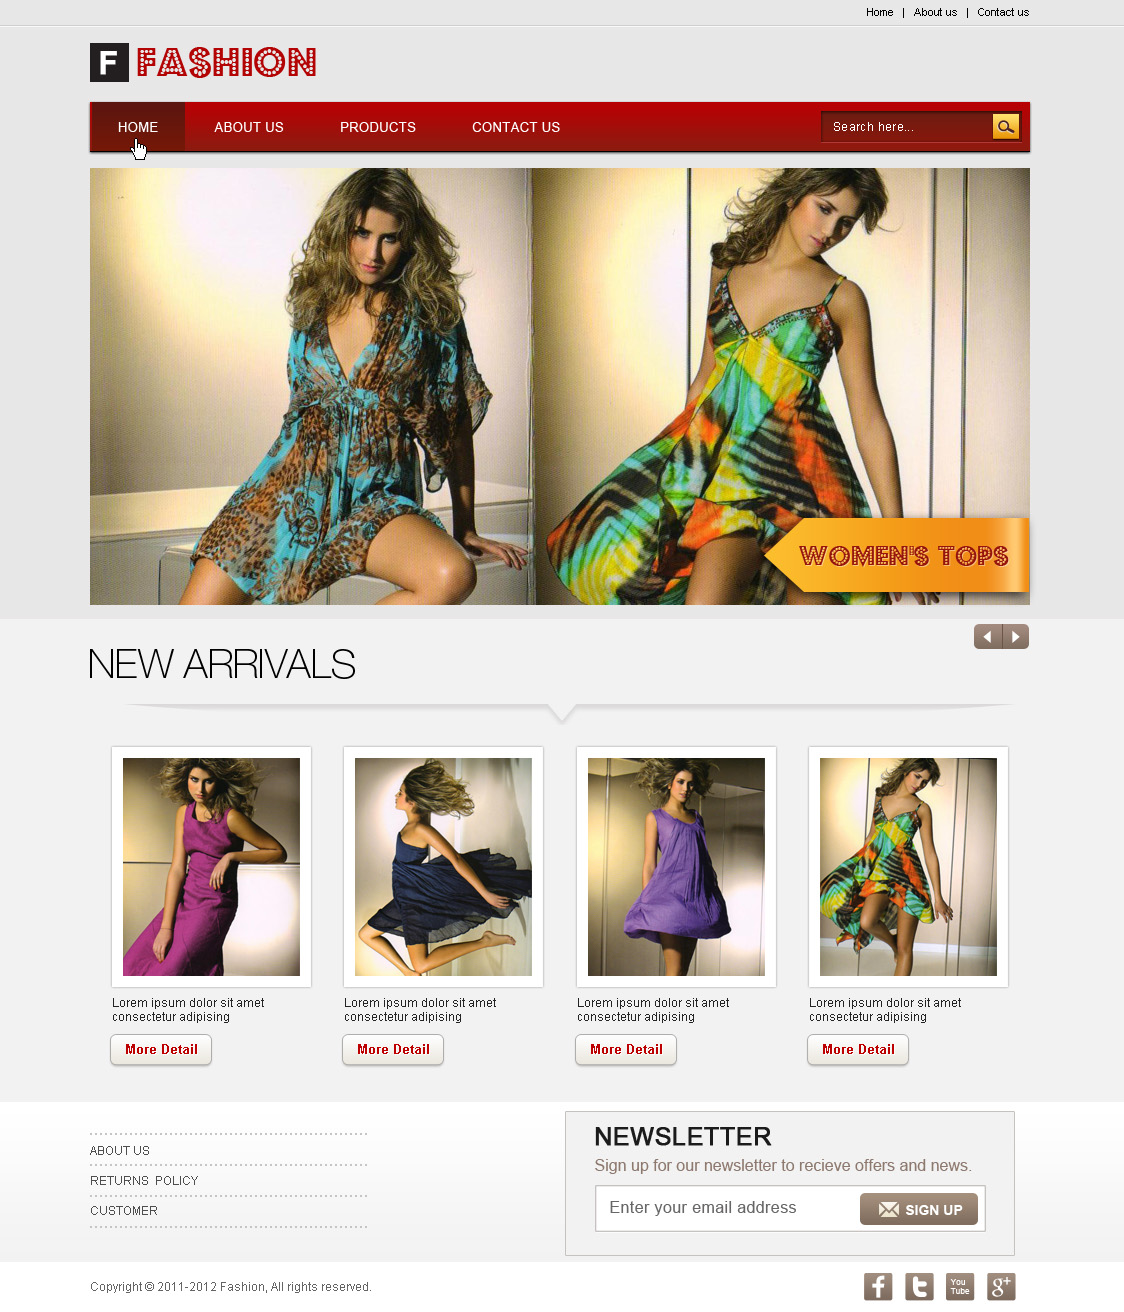 Home | About us | Contact us
F FASHION
HOME ABOUT US PRODUCTS CONTACT US Search here...
WOMEN'S TOPS
NEW ARRIVALS
Lorem ipsum dolor sit amet
consectetur adipising
More Detail
Lorem ipsum dolor sit amet
consectetur adipising
More Detail
Lorem ipsum dolor sit amet
consectetur adipising
More Detail
Lorem ipsum dolor sit amet
consectetur adipising
More Detail
ABOUT US
RETURNS POLICY
CUSTOMER
NEWSLETTER
Sign up for our newsletter to recieve offers and news.
Enter your email address SIGN UP
Copyright © 2011-2012 Fashion, All rights reserved.
f t You Tube g+